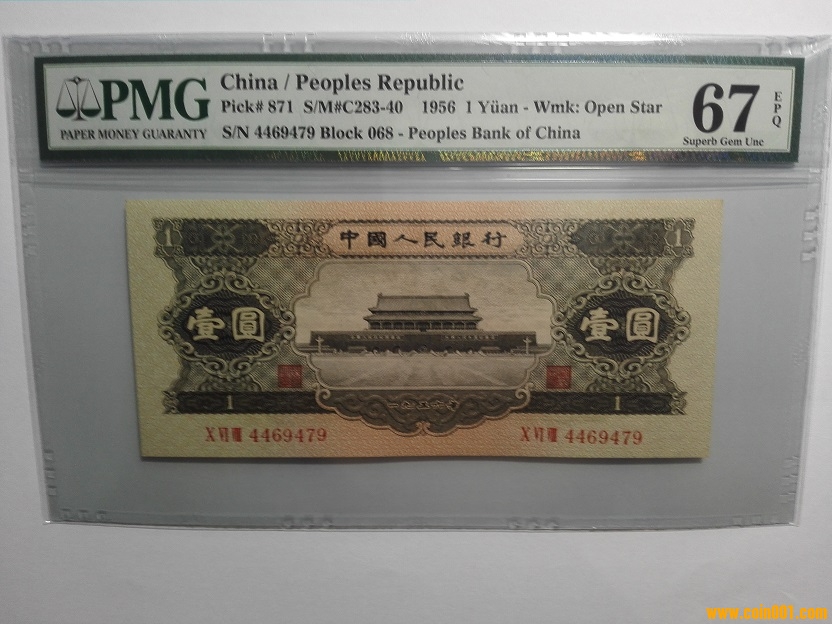 PMG
PAPER MONEY GUARANTY
China / Peoples Republic
Pick# 871 S/M#C283-40 1956 1 Yüan - Wmk: Open Star
S/N 4469479 Block 068 - Peoples Bank of China
67
EPQ
Superb Gem Unc
1 中國人民銀行 1
壹圓 壹圓
1 一九五六年 1
X VI VIII 4469479 X VI VIII 4469479
www.coin001.com